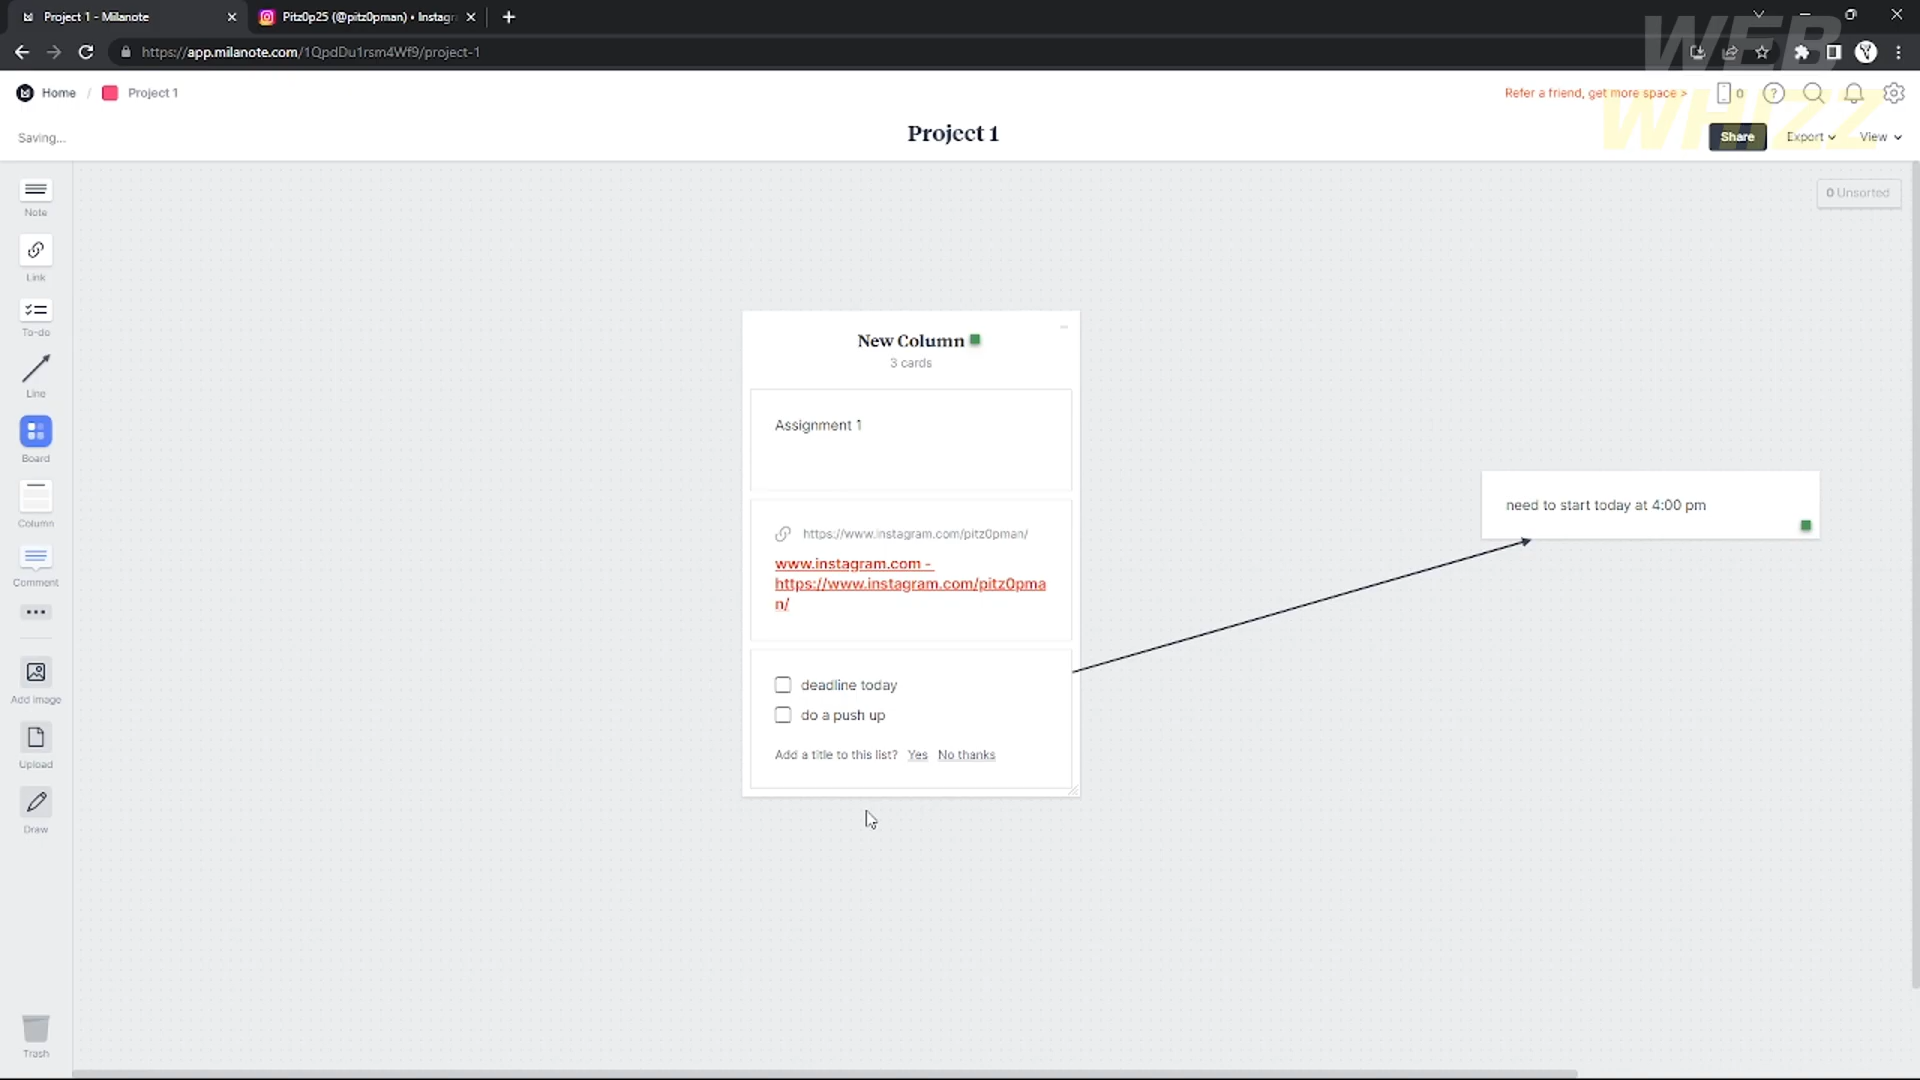 Project 1 - Milanote
Pitz0p25 (@pitz0pman) • Instagr
https://app.milanote.com/1QpdDu1rsm4Wf9/project-1
WEB
WHIZZ
Home / Project 1
Refer a friend, get more space >
0
Saving...
Project 1
Share
Export
View
0 Unsorted
Note
Link
To-do
Line
Board
Column
Comment
Add image
Upload
Draw
Trash
New Column
3 cards
Assignment 1
https://www.instagram.com/pitz0pman/
www.instagram.com -
https://www.instagram.com/pitz0pma
n/
deadline today
do a push up
Add a title to this list? Yes No thanks
need to start today at 4:00 pm